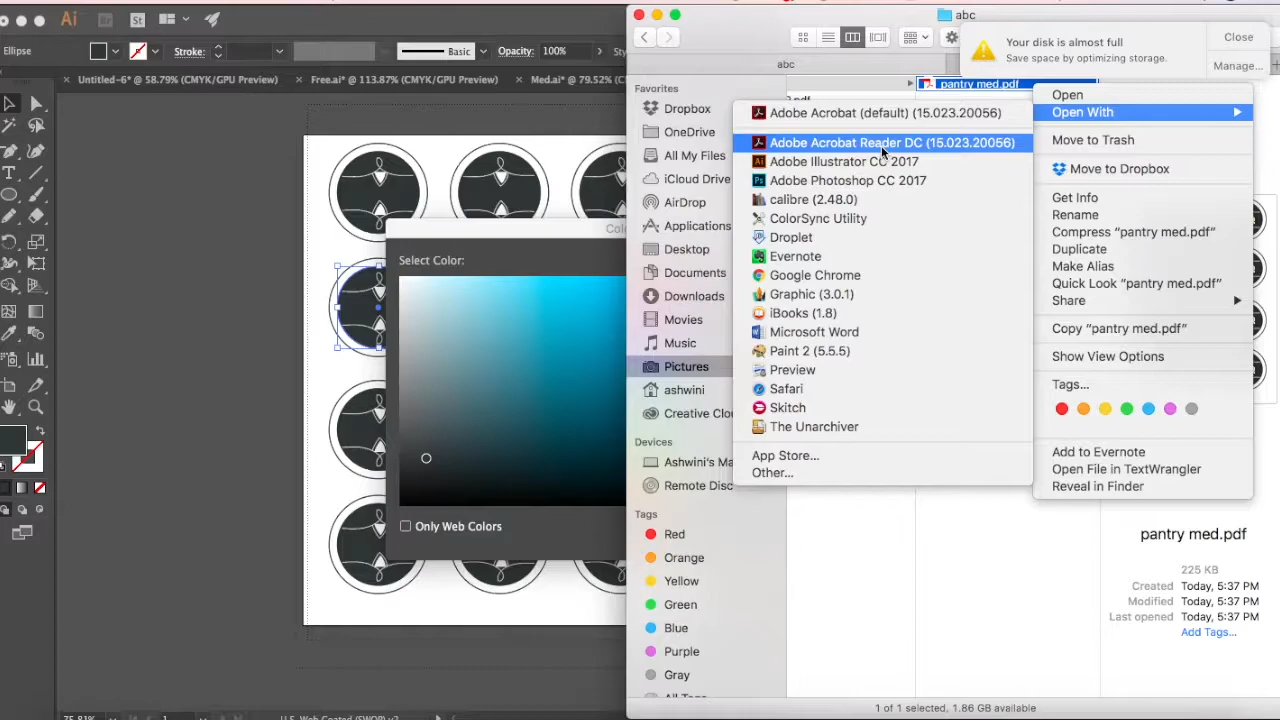 Ai
Br
St
Stroke:
Basic
Opacity: 100%
Untitled-6* @ 58.79% (CMYK/GPU Preview)
Free.ai* @ 113.87% (CMYK/GPU Preview)
Med.ai* @ 79.52%
Select Color:
Only Web Colors
abc
abc
Your disk is almost full
Save space by optimizing storage.
Close
Manage...
Favorites
Dropbox
OneDrive
All My Files
iCloud Drive
AirDrop
Applications
Desktop
Documents
Downloads
Movies
Music
Pictures
ashwini
Creative Clou
Devices
Ashwini's Ma
Remote Disc
Tags
Red
Orange
Yellow
Green
Blue
Purple
Gray
All Tags
pantry med.pdf
Adobe Acrobat (default) (15.023.20056)
Adobe Acrobat Reader DC (15.023.20056)
Adobe Illustrator CC 2017
Adobe Photoshop CC 2017
calibre (2.48.0)
ColorSync Utility
Droplet
Evernote
Google Chrome
Graphic (3.0.1)
iBooks (1.8)
Microsoft Word
Paint 2 (5.5.5)
Preview
Safari
Skitch
The Unarchiver
App Store...
Other...
Open
Open With
Move to Trash
Move to Dropbox
Get Info
Rename
Compress “pantry med.pdf”
Duplicate
Make Alias
Quick Look “pantry med.pdf”
Share
Copy “pantry med.pdf”
Show View Options
Tags...
Add to Evernote
Open File in TextWrangler
Reveal in Finder
pantry med.pdf
225 KB
Created Today, 5:37 PM
Modified Today, 5:37 PM
Last opened Today, 5:37 PM
Add Tags...
1 of 1 selected, 1.86 GB available